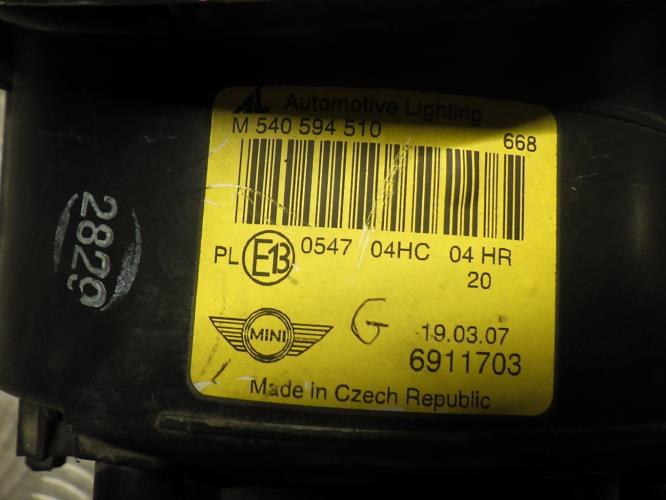 AL Automotive Lighting
M 540 594 510 668
PL E13 0547 04HC 04 HR
20
MINI G 19.03.07
6911703
Made in Czech Republic
2829